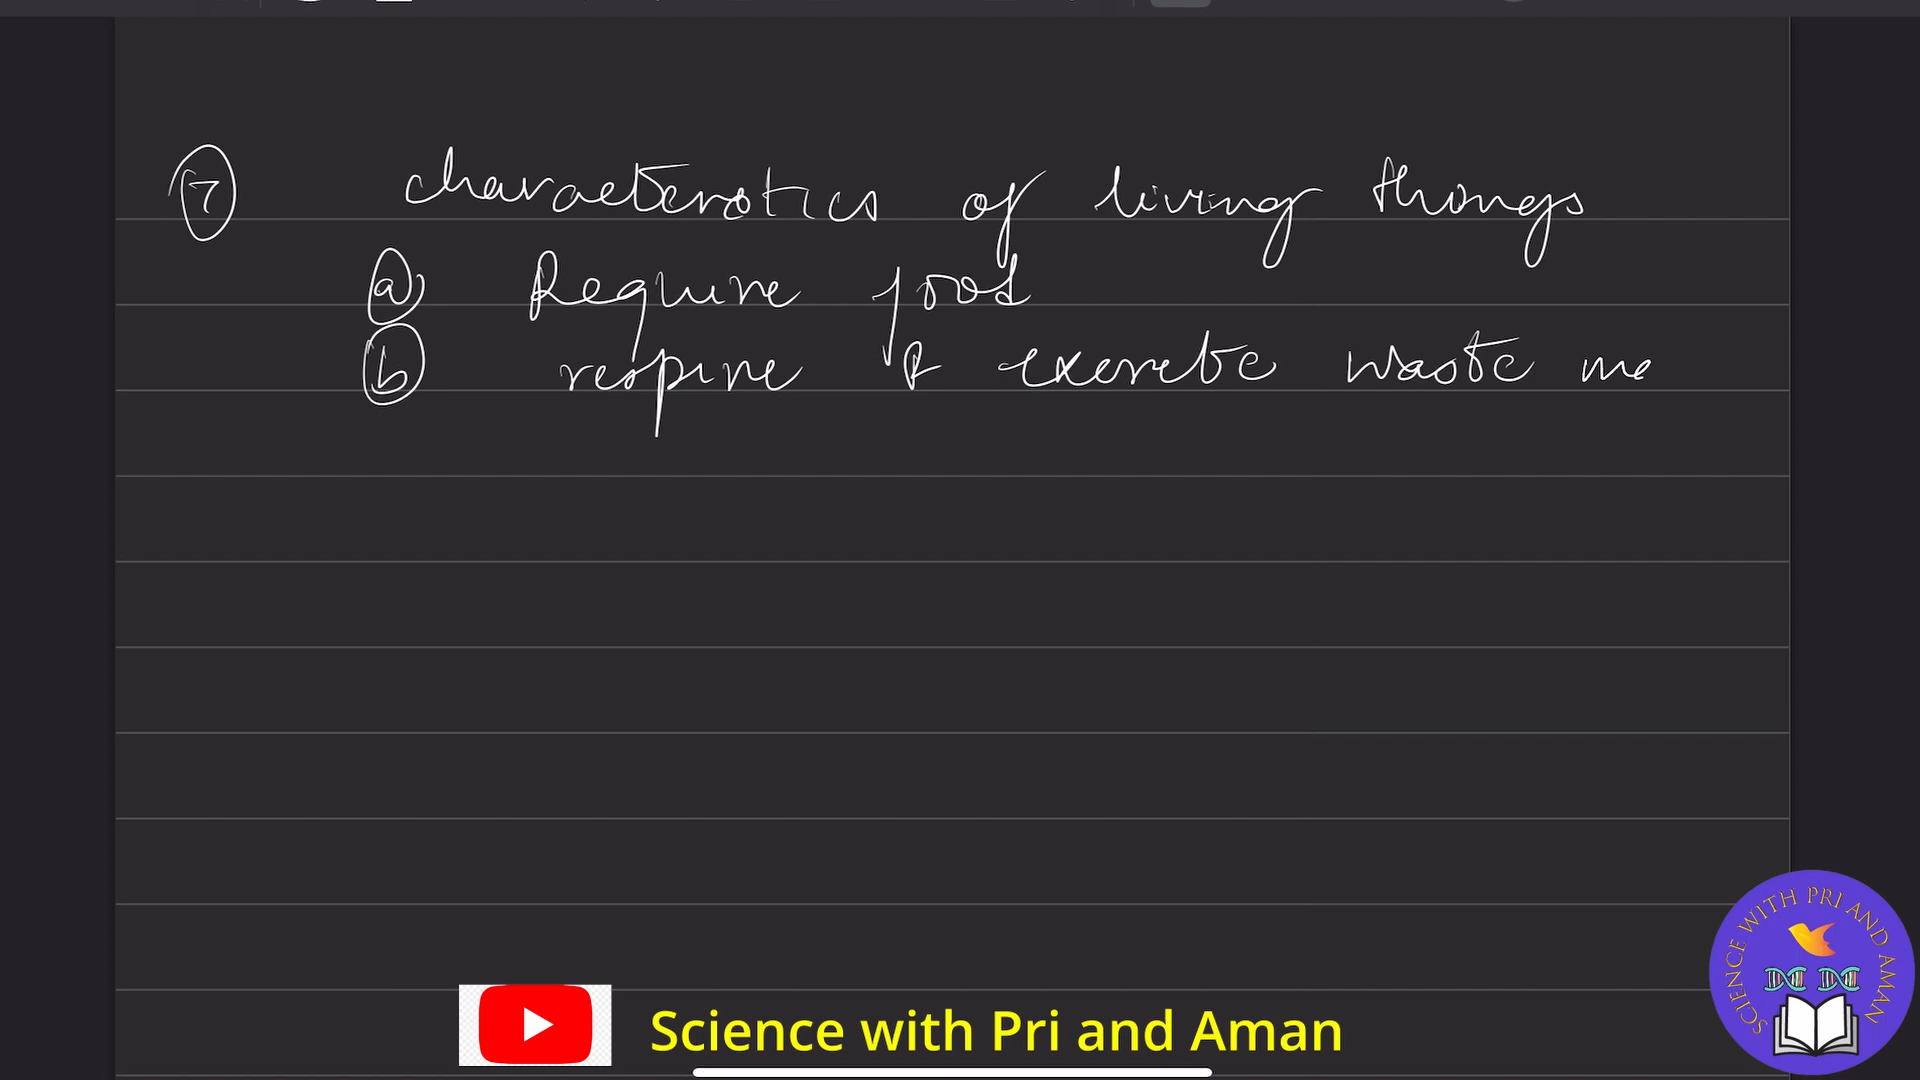 7 characteristics of living things
a Require food
b respire & excrete waste me
Science with Pri and Aman
SCIENCE WITH PRI AND AMAN